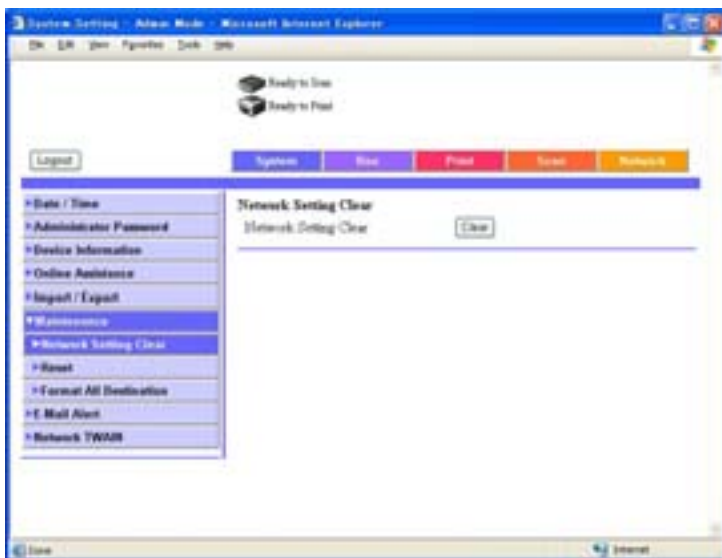 System Setting - Admin Mode - Microsoft Internet Explorer
File Edit View Favorites Tools Help
Ready to Scan
Ready to Print
Logout
System Box Print Scan Network
Date / Time
Administrator Password
Device Information
Online Assistance
Import / Export
Maintenance
Network Setting Clear
Reset
Format All Destination
E-Mail Alert
Network TWAIN
Network Setting Clear
Network Setting Clear Clear
Done Internet